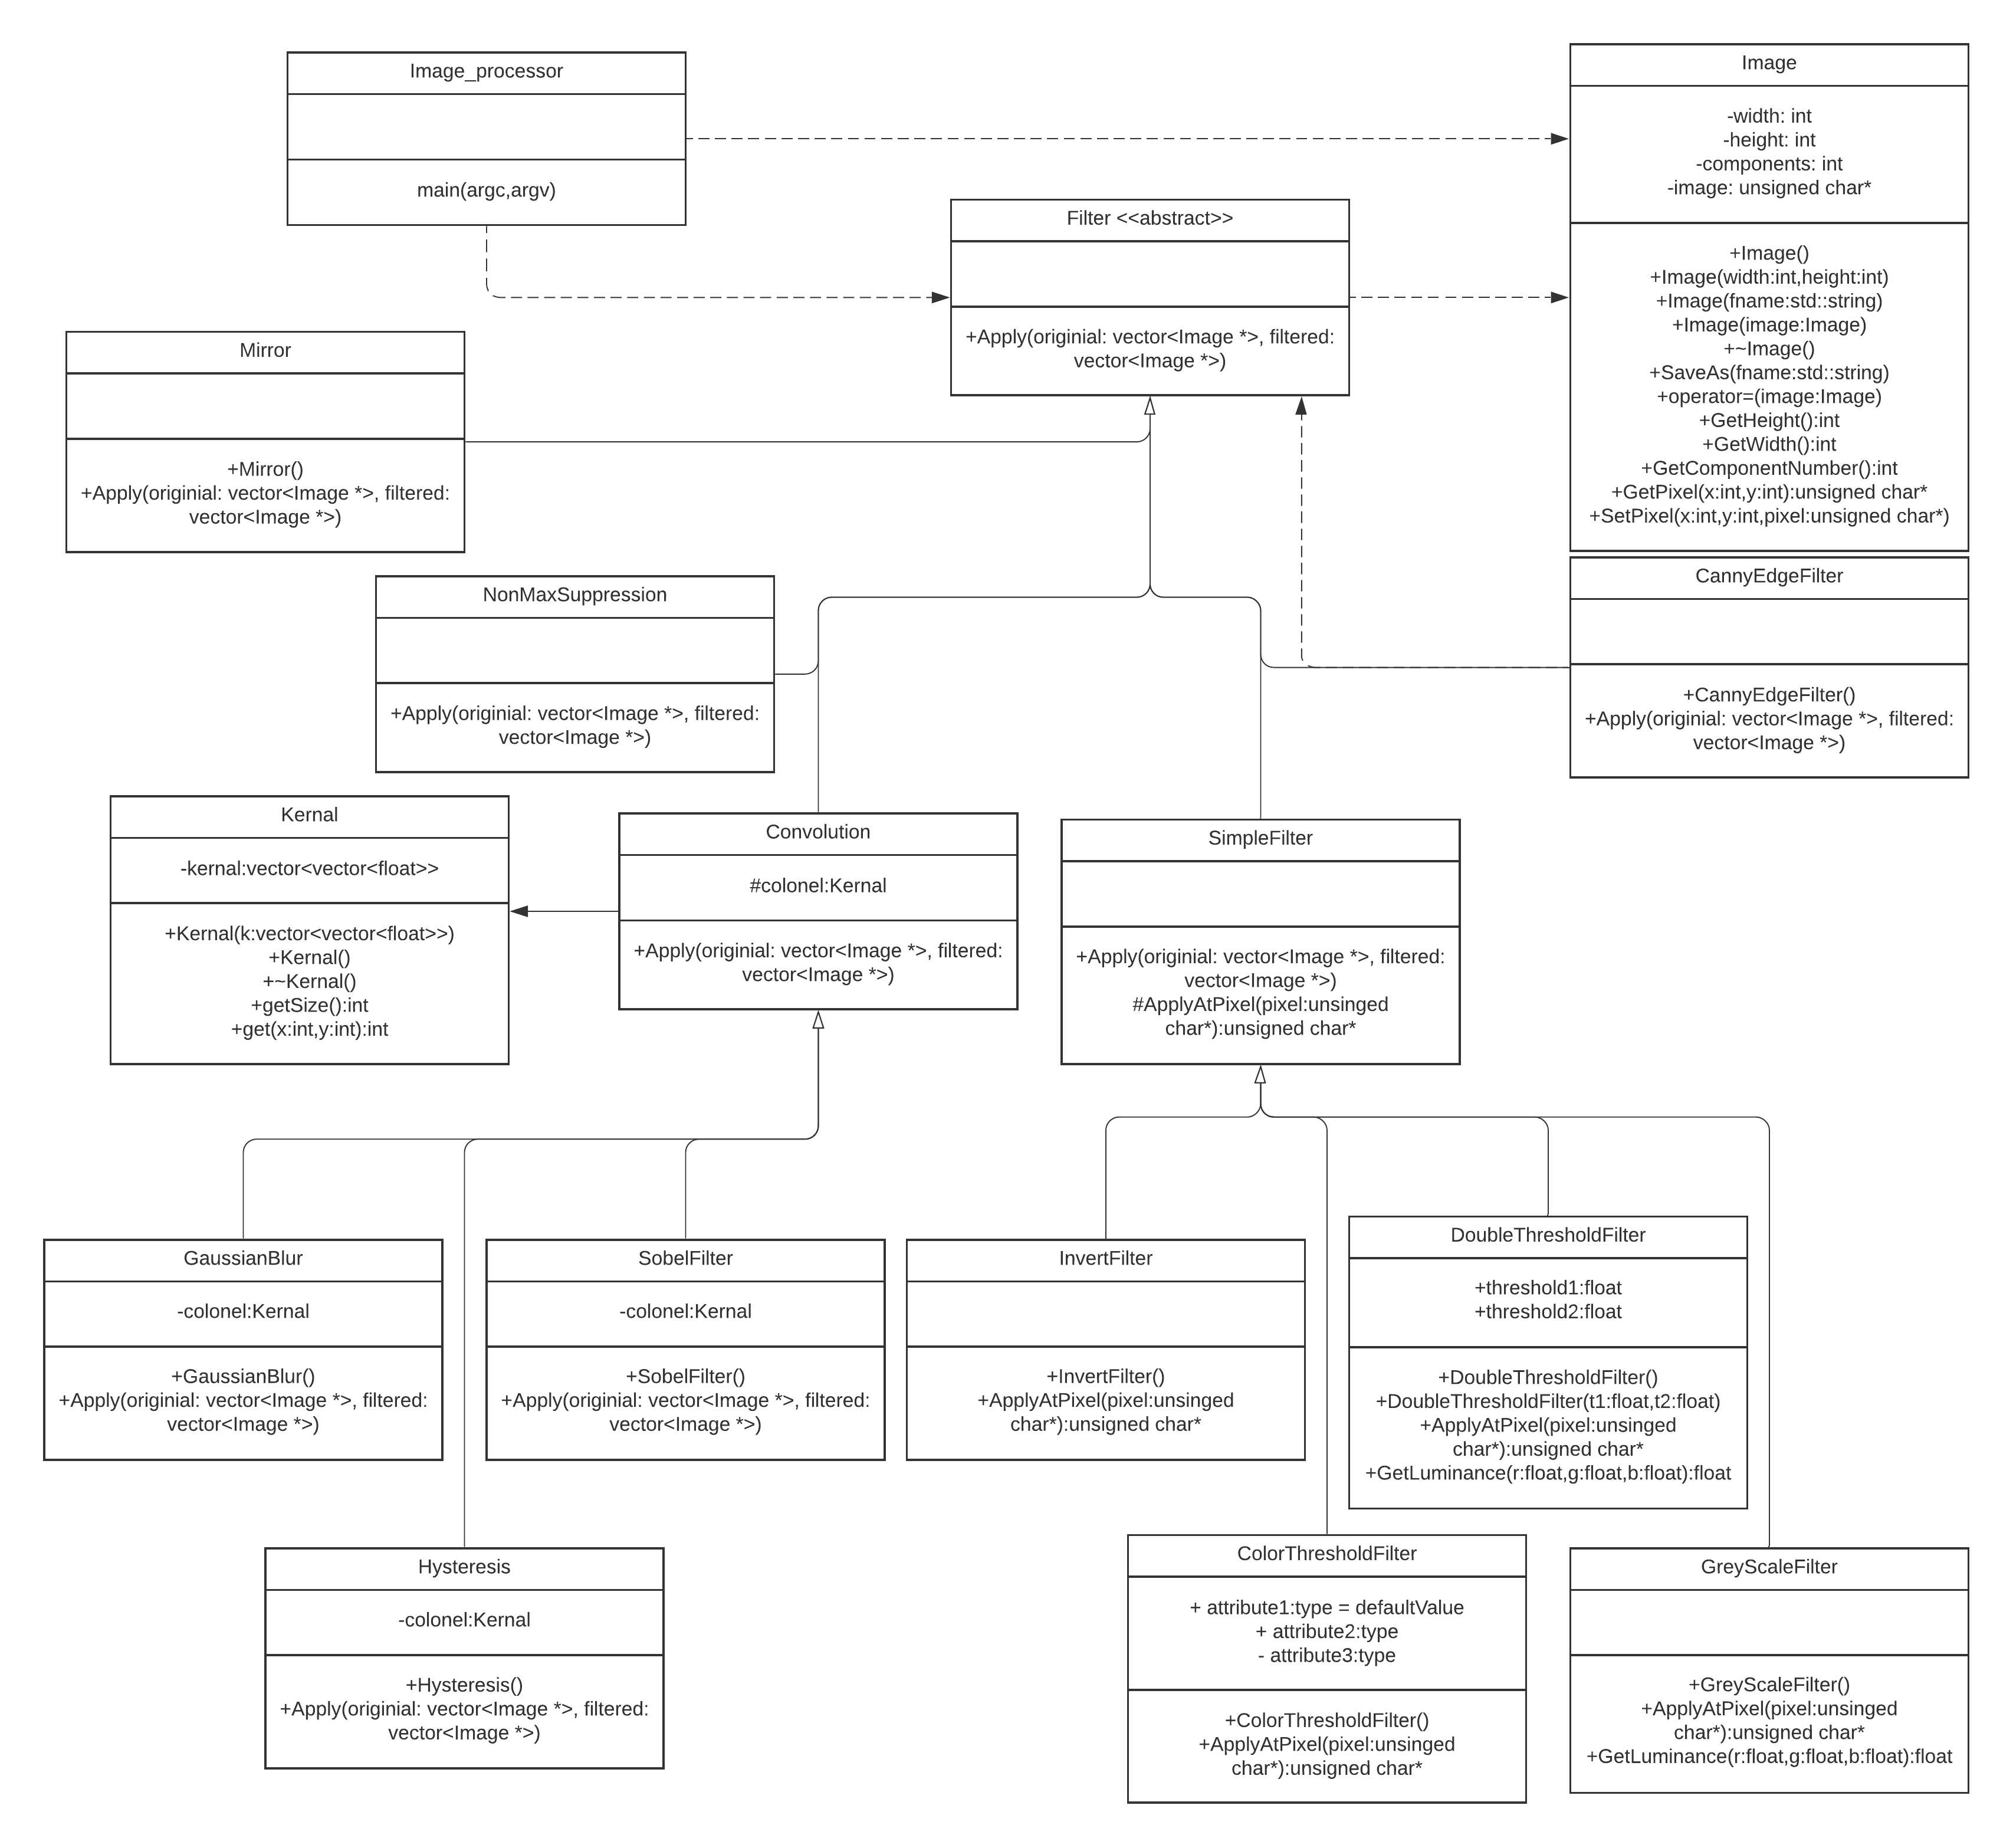 Image_processor
main(argc,argv)
Image
-width: int
-height: int
-components: int
-image: unsigned char*
+Image()
+Image(width:int,height:int)
+Image(fname:std::string)
+Image(image:Image)
+~Image()
+SaveAs(fname:std::string)
+operator=(image:Image)
+GetHeight():int
+GetWidth():int
+GetComponentNumber():int
+GetPixel(x:int,y:int):unsigned char*
+SetPixel(x:int,y:int,pixel:unsigned char*)
Filter <<abstract>>
+Apply(originial: vector<Image *>, filtered:
vector<Image *>)
Mirror
+Mirror()
+Apply(originial: vector<Image *>, filtered:
vector<Image *>)
NonMaxSuppression
+Apply(originial: vector<Image *>, filtered:
vector<Image *>)
CannyEdgeFilter
+CannyEdgeFilter()
+Apply(originial: vector<Image *>, filtered:
vector<Image *>)
Kernal
-kernal:vector<vector<float>>
+Kernal(k:vector<vector<float>>)
+Kernal()
+~Kernal()
+getSize():int
+get(x:int,y:int):int
Convolution
#colonel:Kernal
+Apply(originial: vector<Image *>, filtered:
vector<Image *>)
SimpleFilter
+Apply(originial: vector<Image *>, filtered:
vector<Image *>)
#ApplyAtPixel(pixel:unsinged
char*):unsigned char*
GaussianBlur
-colonel:Kernal
+GaussianBlur()
+Apply(originial: vector<Image *>, filtered:
vector<Image *>)
SobelFilter
-colonel:Kernal
+SobelFilter()
+Apply(originial: vector<Image *>, filtered:
vector<Image *>)
InvertFilter
+InvertFilter()
+ApplyAtPixel(pixel:unsinged
char*):unsigned char*
DoubleThresholdFilter
+threshold1:float
+threshold2:float
+DoubleThresholdFilter()
+DoubleThresholdFilter(t1:float,t2:float)
+ApplyAtPixel(pixel:unsinged
char*):unsigned char*
+GetLuminance(r:float,g:float,b:float):float
Hysteresis
-colonel:Kernal
+Hysteresis()
+Apply(originial: vector<Image *>, filtered:
vector<Image *>)
ColorThresholdFilter
+ attribute1:type = defaultValue
+ attribute2:type
- attribute3:type
+ColorThresholdFilter()
+ApplyAtPixel(pixel:unsinged
char*):unsigned char*
GreyScaleFilter
+GreyScaleFilter()
+ApplyAtPixel(pixel:unsinged
char*):unsigned char*
+GetLuminance(r:float,g:float,b:float):float